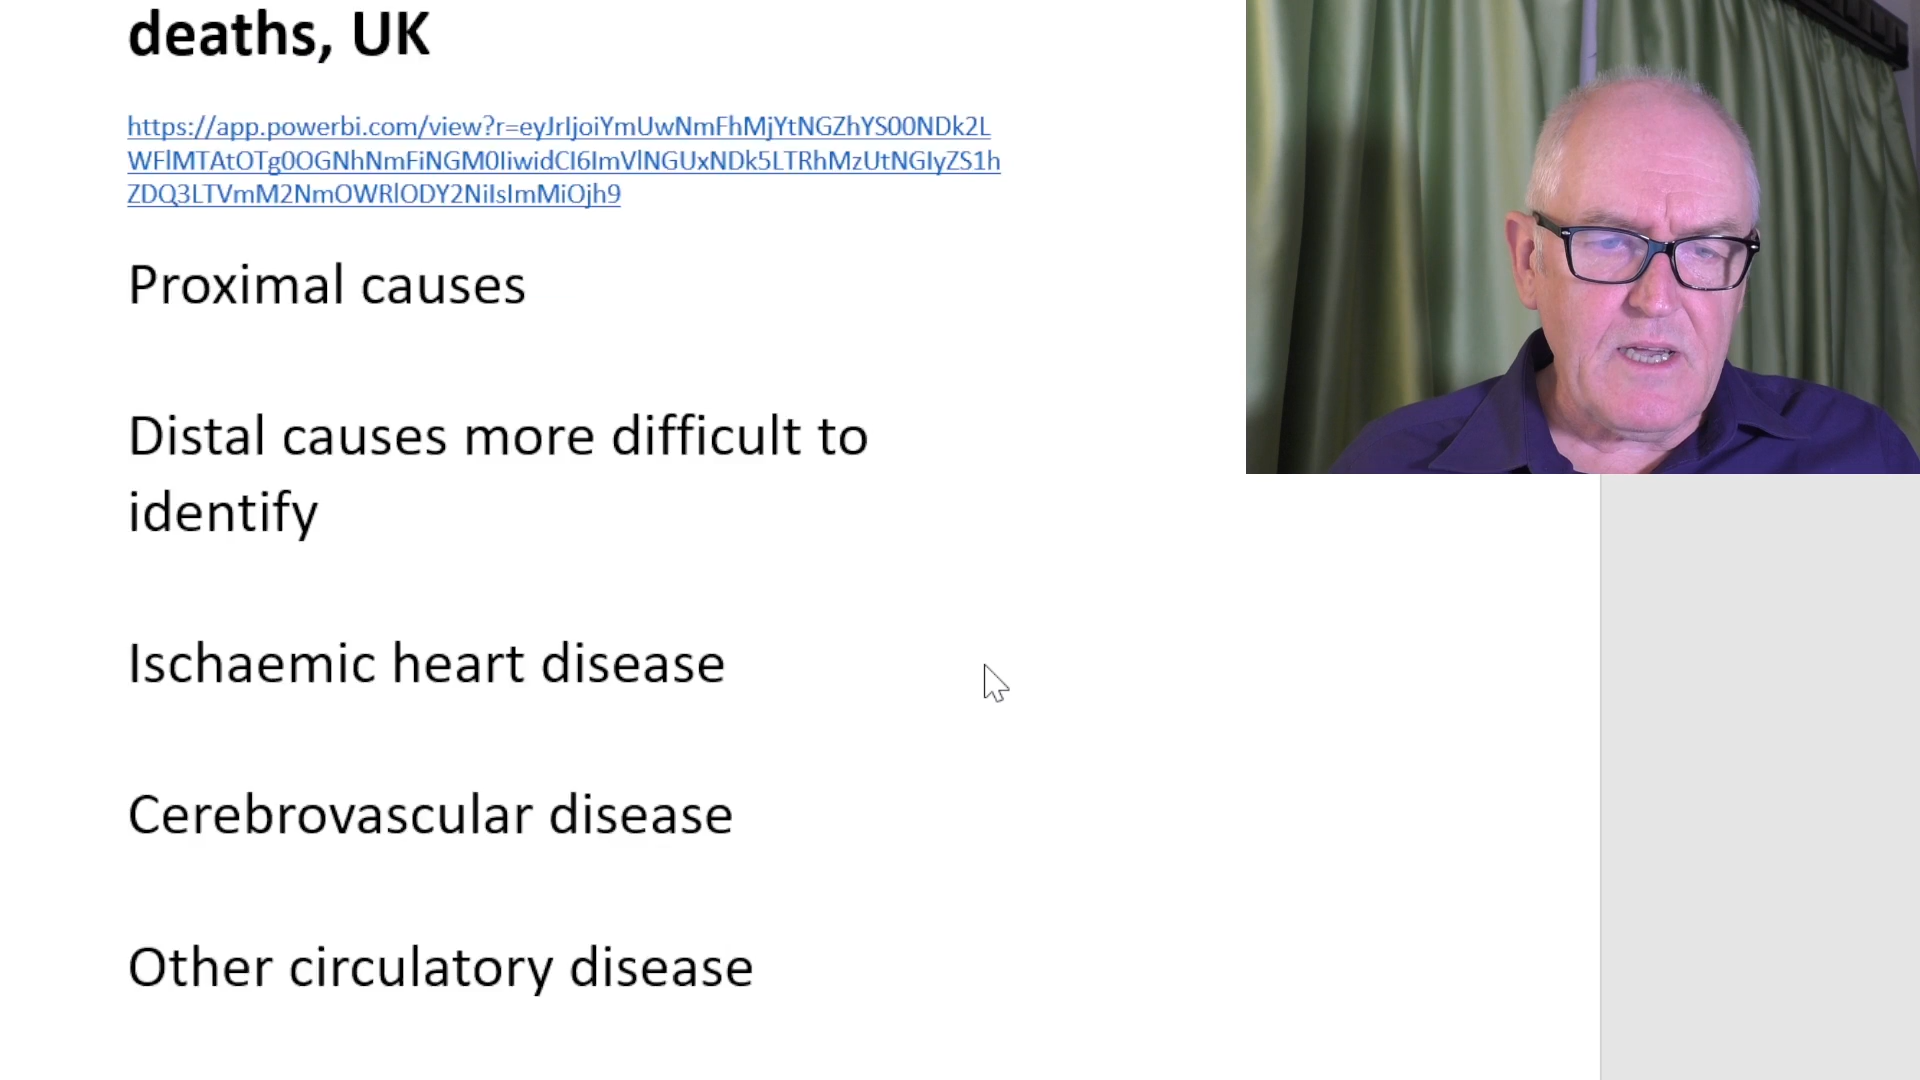 deaths, UK
https://app.powerbi.com/view?r=eyJrIjoiYmUwNmFhMjYtNGZhYS00NDk2L
WFlMTAtOTg0OGNhNmFiNGM0IiwidCI6ImVlNGUxNDk5LTRhMzUtNGIyZS1h
ZDQ3LTVmM2NmOWRlODY2NiIsImMiOjh9
Proximal causes
Distal causes more difficult to
identify
Ischaemic heart disease
Cerebrovascular disease
Other circulatory disease